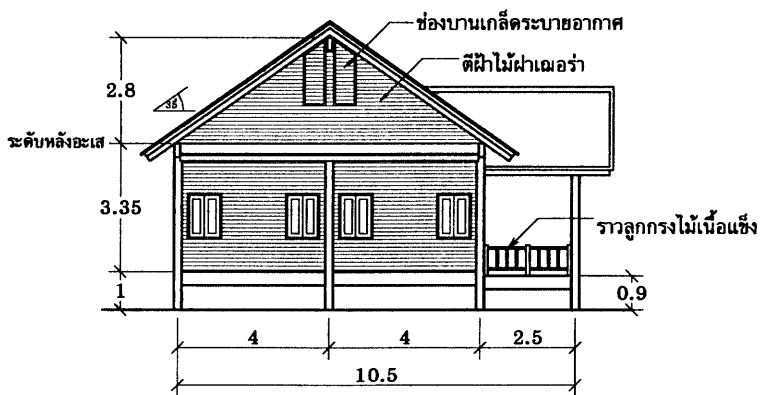 ช่องบานเกล็ดระบายอากาศ
ตีฝ้าไม้ฝาเฌอร่า
2.8
35
ระดับหลังอะเส
3.35
ราวลูกกรงไม้เนื้อแข็ง
1
0.9
4
4
2.5
10.5